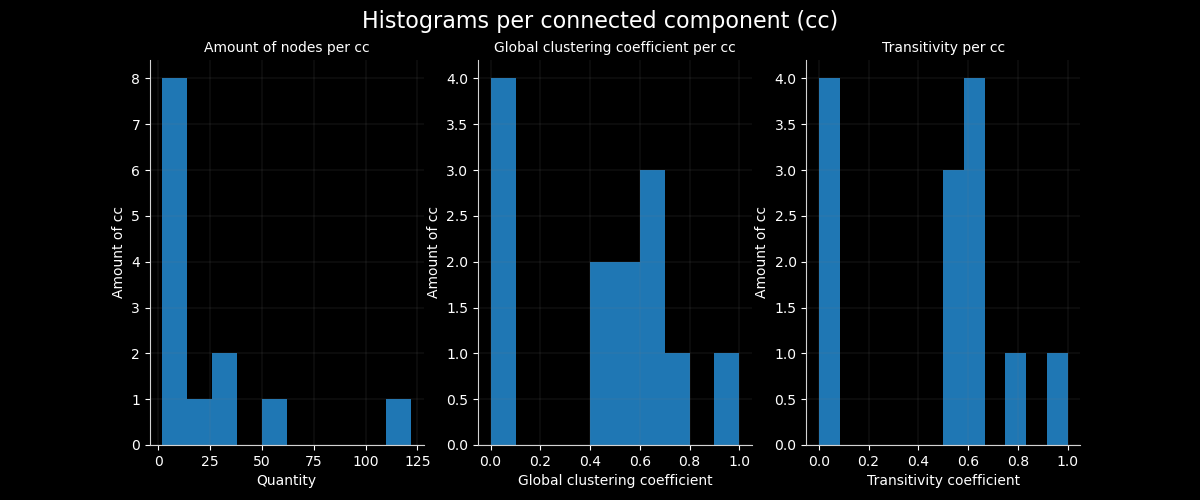 Histograms per connected component (cc)
Amount of nodes per cc
Amount of cc
8
7
6
5
4
3
2
1
0
0 25 50 75 100 125
Quantity
Global clustering coefficient per cc
Amount of cc
4.0
3.5
3.0
2.5
2.0
1.5
1.0
0.5
0.0
0.0 0.2 0.4 0.6 0.8 1.0
Global clustering coefficient
Transitivity per cc
Amount of cc
4.0
3.5
3.0
2.5
2.0
1.5
1.0
0.5
0.0
0.0 0.2 0.4 0.6 0.8 1.0
Transitivity coefficient